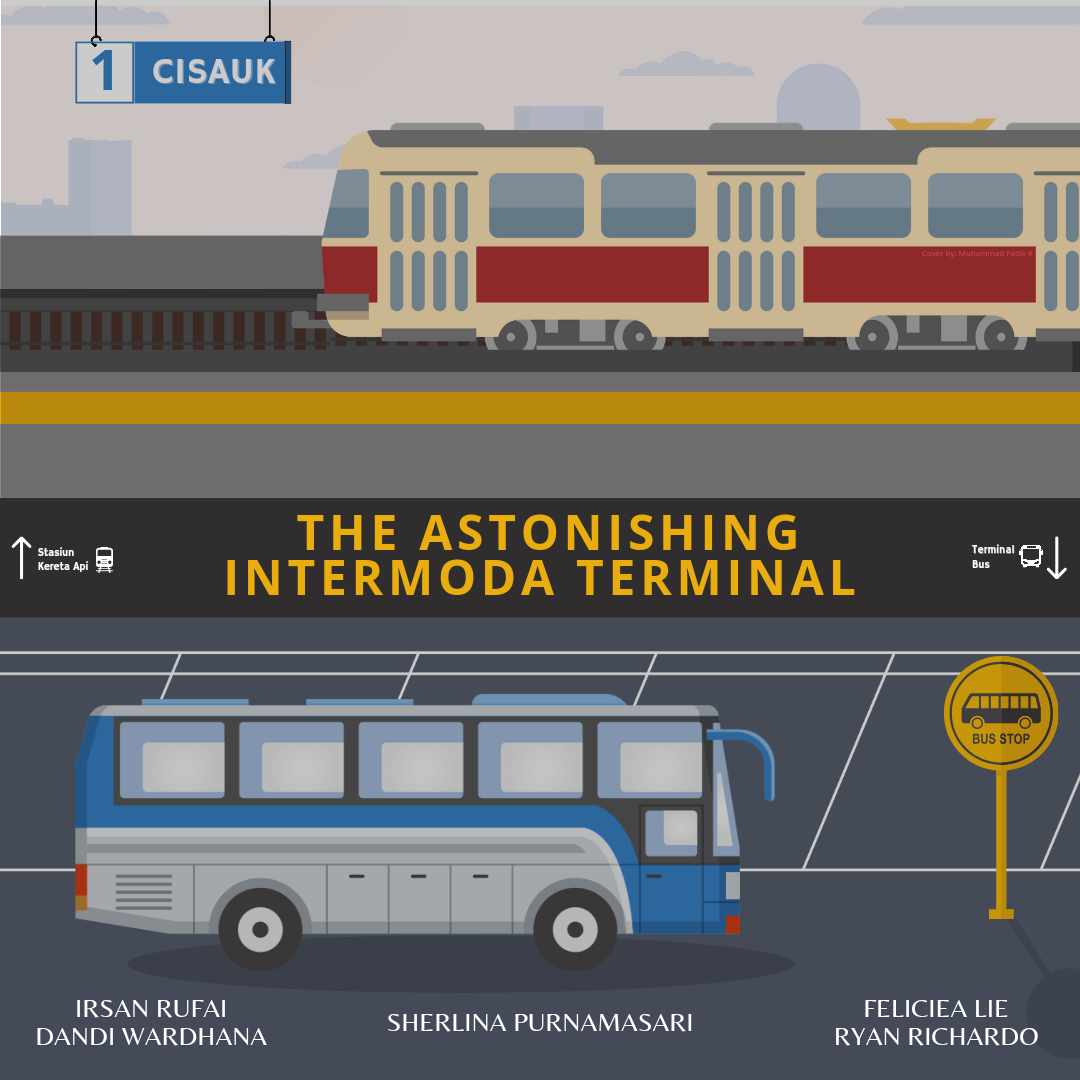 1 CISAUK
Cover by: Muhammad Fadili R
THE ASTONISHING
INTERMODA TERMINAL
Stasiun
Kereta Api
Terminal
Bus
BUS STOP
IRSAN RUFAI
DANDI WARDHANA
SHERLINA PURNAMASARI
FELICIEA LIE
RYAN RICHARDO